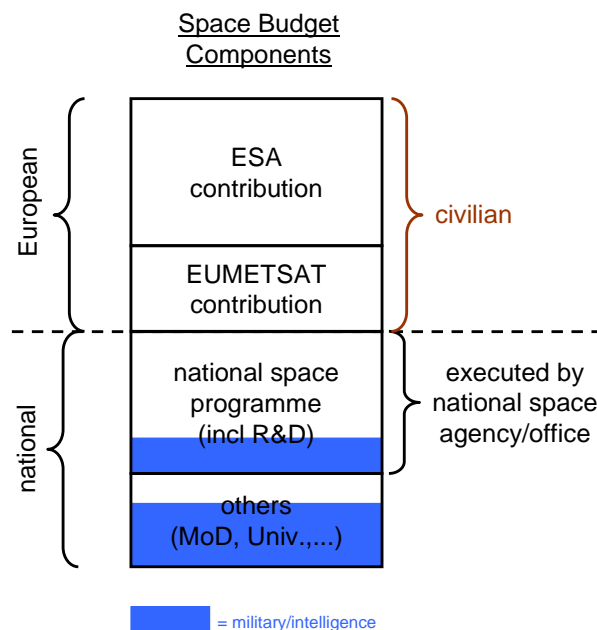 Space Budget
Components
European
ESA
contribution
civilian
EUMETSAT
contribution
national
national space
programme
(incl R&D)
executed by
national space
agency/office
others
(MoD, Univ.,...)
= military/intelligence